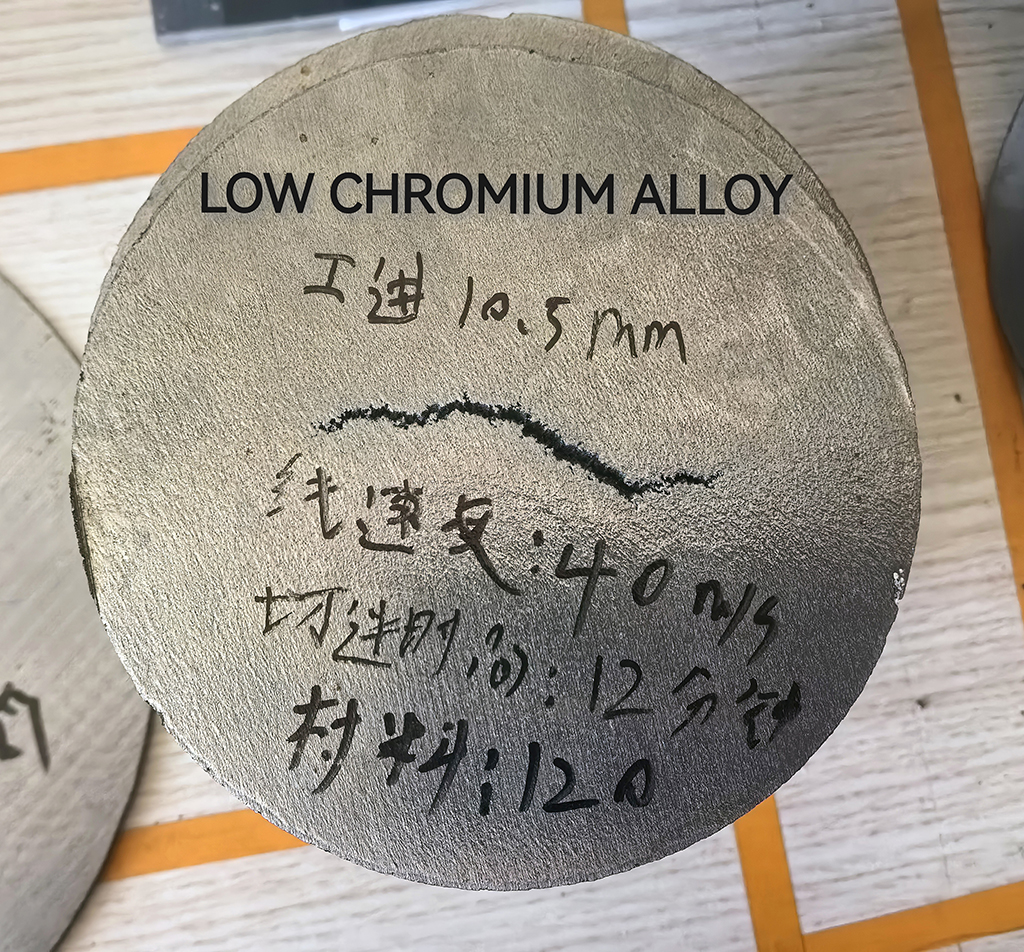 LOW CHROMIUM ALLOY
工进 10.5mm
线速度:40m/s
切进时间:12分钟
材料:120